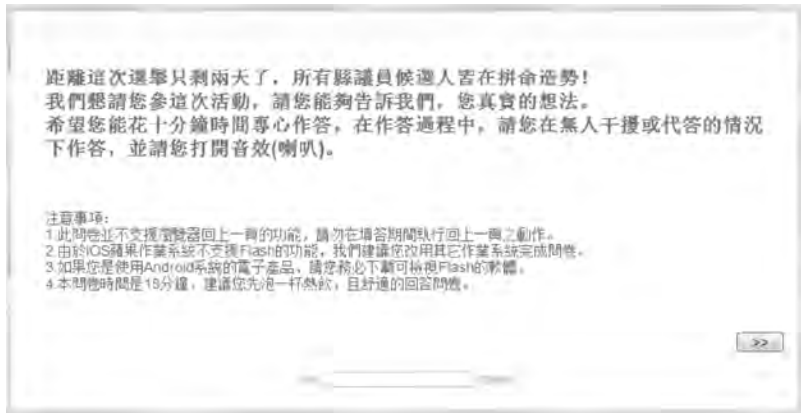 距離這次選舉只剩兩天了，所有縣議員候選人皆在拼命造勢！
我們懇請您參這次活動，請您能夠告訴我們，您真實的想法。
希望您能花十分鐘時間專心作答，在作答過程中，請您在無人干擾或代答的情況
下作答，並請您打開音效(喇叭)。
注意事項：
1.此問卷並不支援瀏覽器回上一頁的功能，請勿在填答期間執行回上一頁之動作。
2.由於iOS蘋果作業系統不支援Flash的功能，我們建議您改用其它作業系統完成問卷。
3.如果您是使用Android系統的電子產品，請您務必下載可檢視Flash的軟體。
4.本問卷時間是15分鐘，建議您先泡一杯熱飲，且舒適的回答問卷。
>>